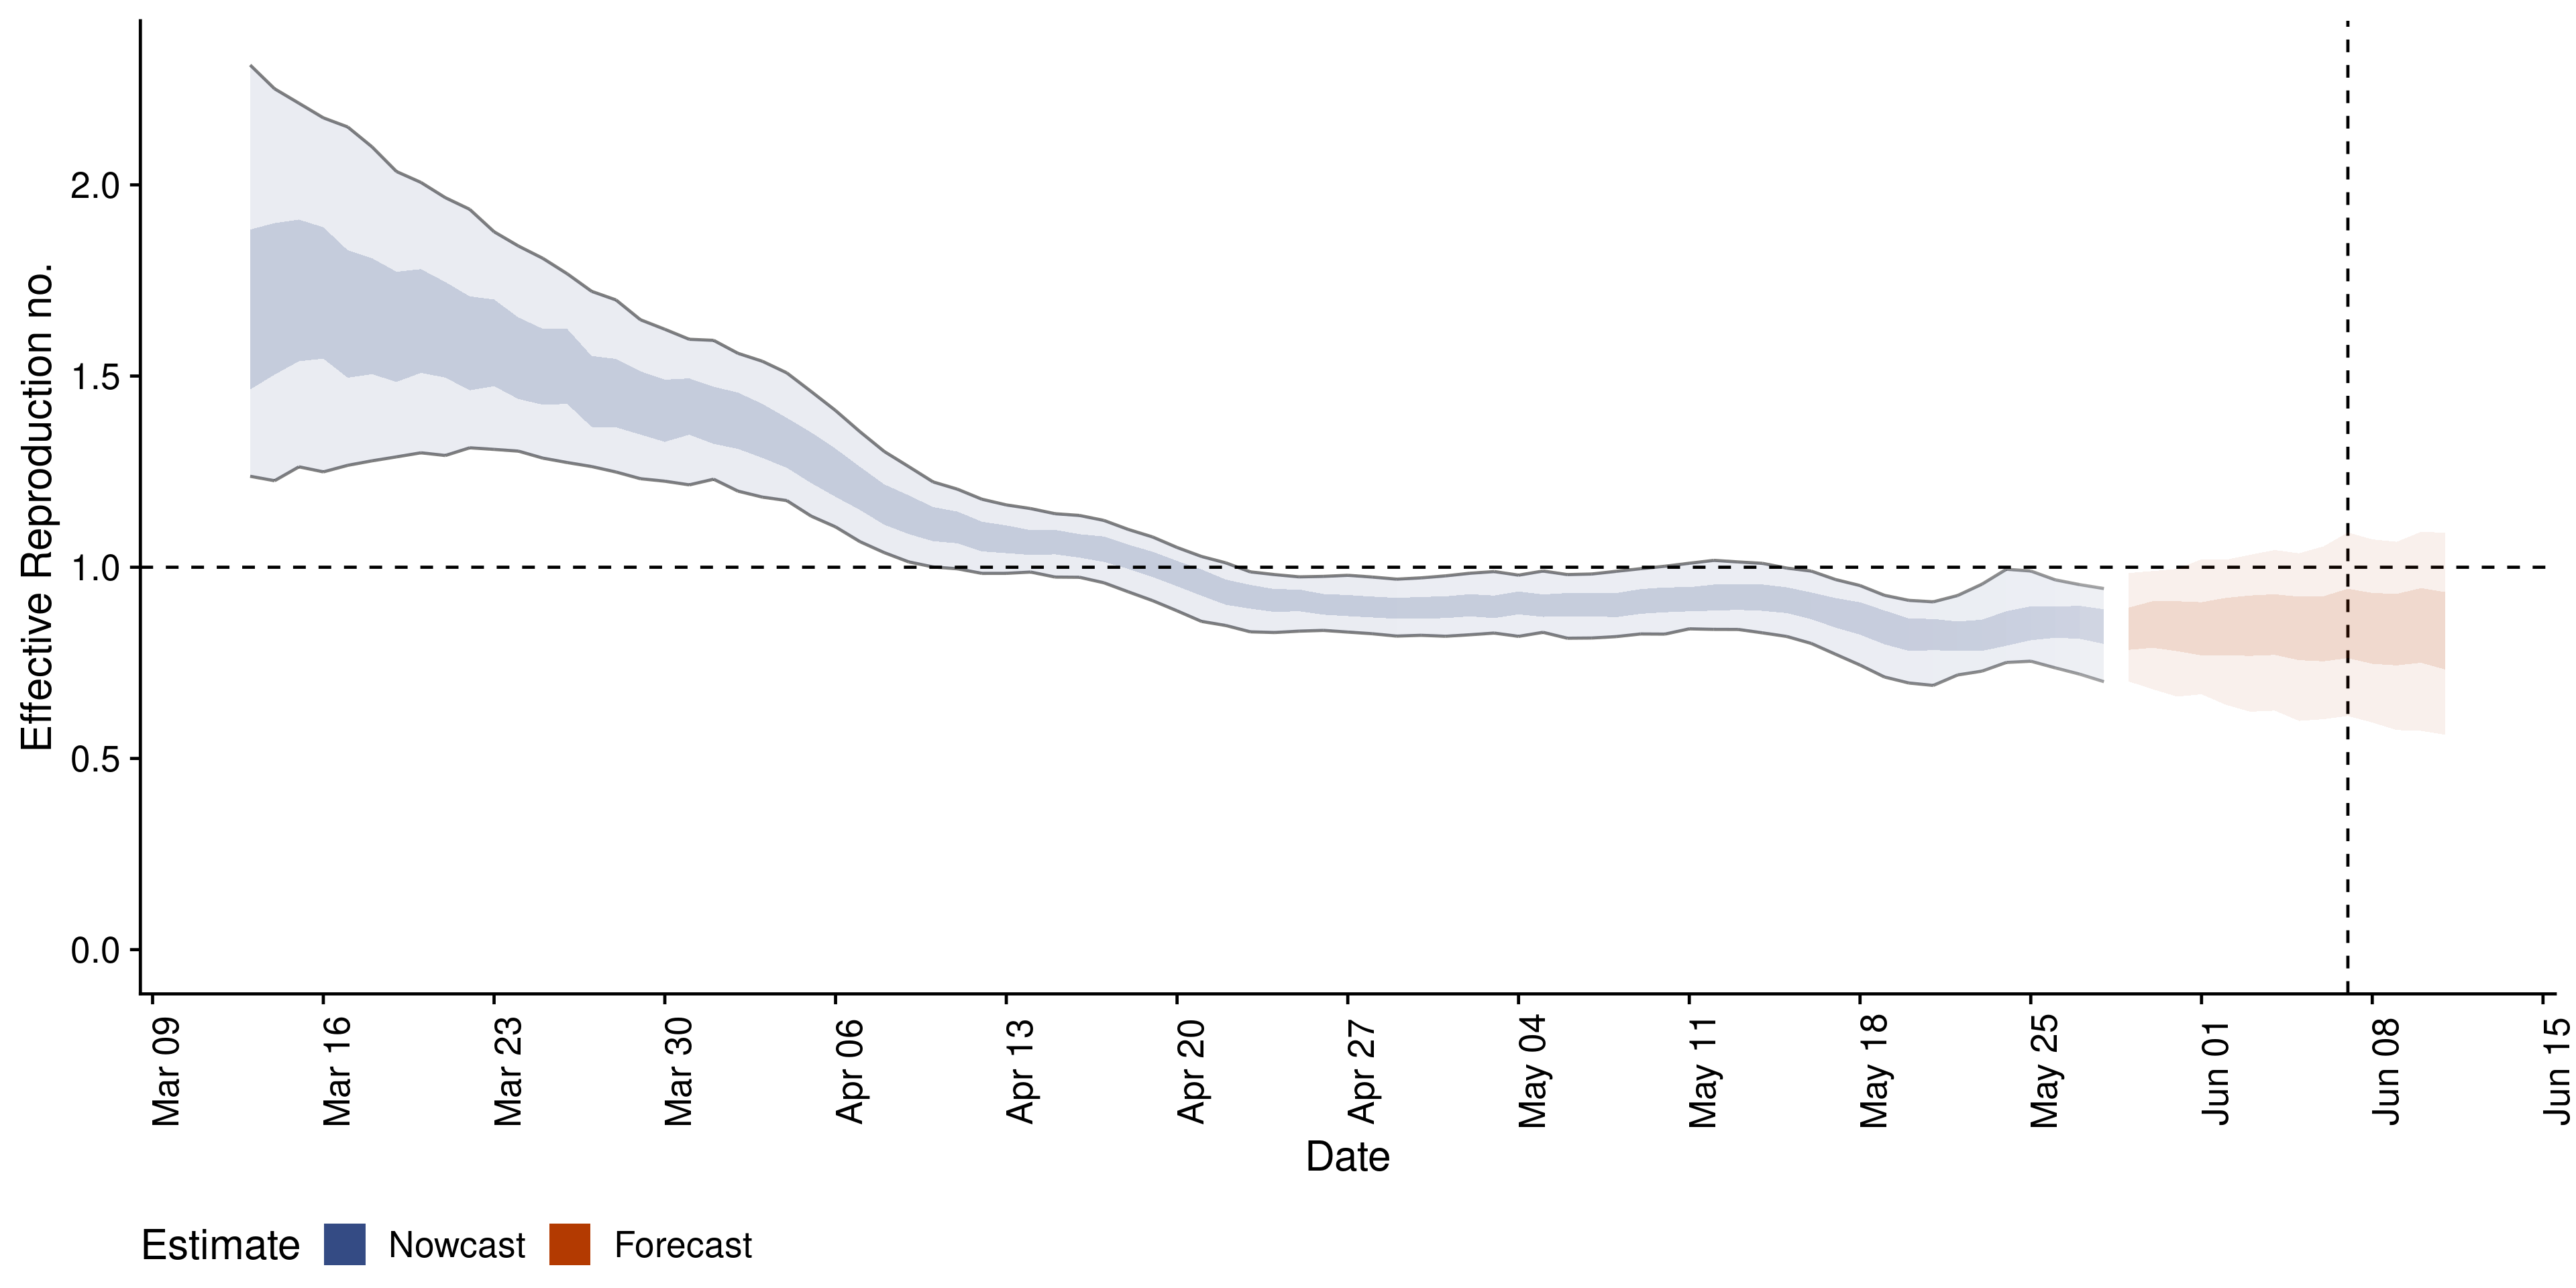 Effective Reproduction no.
2.0
1.5
1.0
0.5
0.0
Mar 09
Mar 16
Mar 23
Mar 30
Apr 06
Apr 13
Apr 20
Apr 27
May 04
May 11
May 18
May 25
Jun 01
Jun 08
Jun 15
Date
Estimate Nowcast Forecast